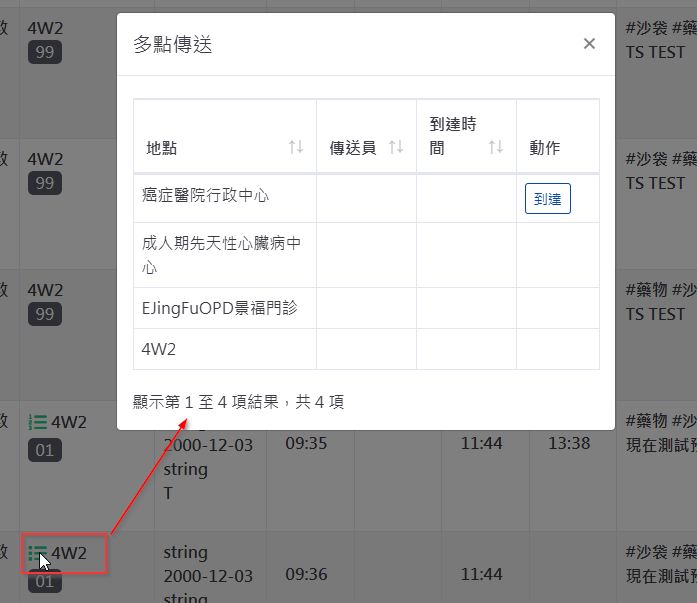 4W2
99
#沙袋 #藥
TS TEST
4W2
99
#沙袋 #藥
TS TEST
4W2
99
#藥物 #沙
TS TEST
多點傳送
×
地點
傳送員
到達時
間
動作
癌症醫院行政中心
到達
成人期先天性心臟病中
心
EJingFuOPD景福門診
4W2
顯示第 1 至 4 項結果，共 4 項
4W2
01
2000-12-03
string
T
09:35
11:44
13:38
#藥物 #沙
現在測試預
4W2
01
string
2000-12-03
string
09:36
11:44
#沙袋 #藥
現在測試預